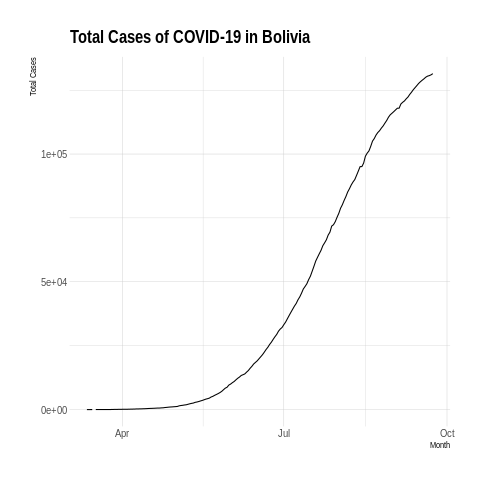 Total Cases of COVID-19 in Bolivia
Total Cases
1e+05
5e+04
0e+00
Apr Jul Oct
Month